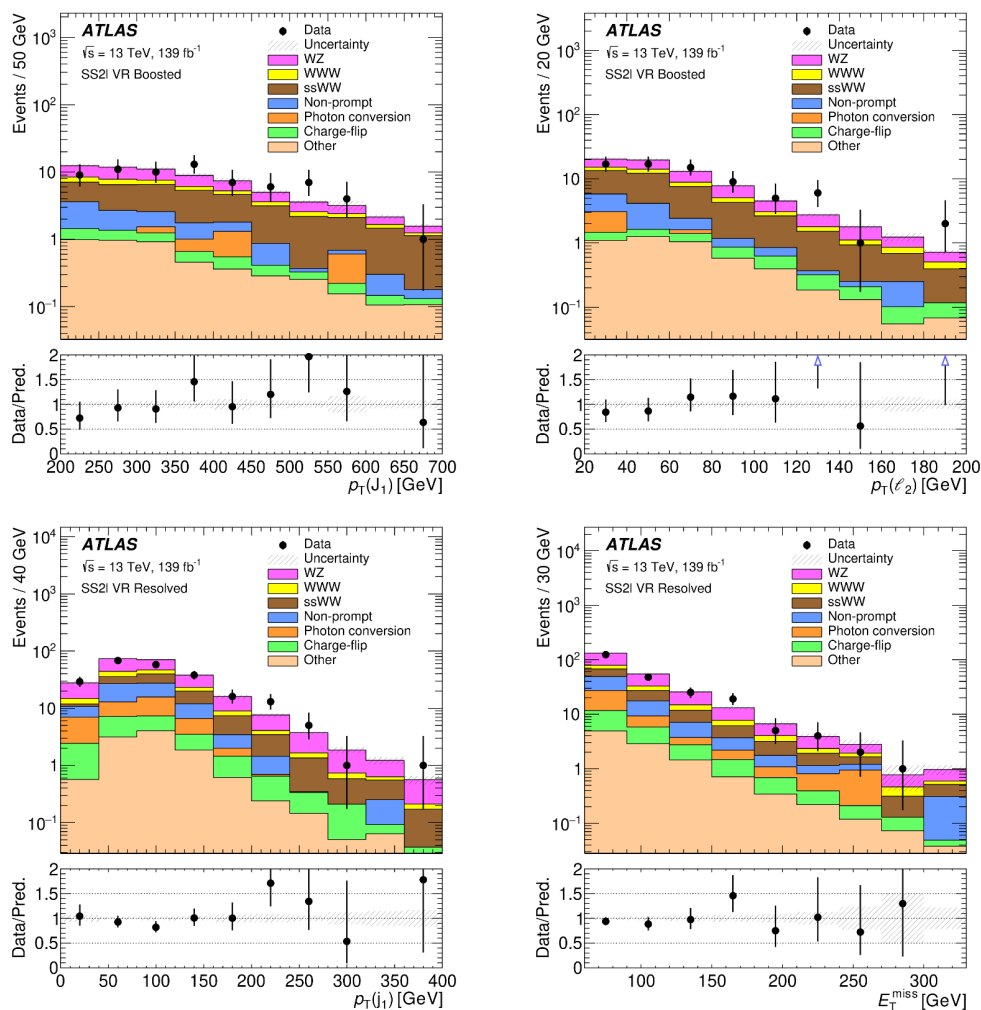 ATLAS
√s = 13 TeV, 139 fb⁻¹
SS2l VR Boosted
Data
Uncertainty
WZ
WWW
ssWW
Non-prompt
Photon conversion
Charge-flip
Other
Events / 50 GeV
10³
10²
10
1
10⁻¹
Data/Pred.
2
1.5
1
0.5
0
200 250 300 350 400 450 500 550 600 650 700
p_T(J₁) [GeV]
ATLAS
√s = 13 TeV, 139 fb⁻¹
SS2l VR Boosted
Data
Uncertainty
WZ
WWW
ssWW
Non-prompt
Photon conversion
Charge-flip
Other
Events / 20 GeV
10³
10²
10
1
10⁻¹
Data/Pred.
2
1.5
1
0.5
0
20 40 60 80 100 120 140 160 180 200
p_T(ℓ₂) [GeV]
ATLAS
√s = 13 TeV, 139 fb⁻¹
SS2l VR Resolved
Data
Uncertainty
WZ
WWW
ssWW
Non-prompt
Photon conversion
Charge-flip
Other
Events / 40 GeV
10⁴
10³
10²
10
1
10⁻¹
Data/Pred.
2
1.5
1
0.5
0
0 50 100 150 200 250 300 350 400
p_T(j₁) [GeV]
ATLAS
√s = 13 TeV, 139 fb⁻¹
SS2l VR Resolved
Data
Uncertainty
WZ
WWW
ssWW
Non-prompt
Photon conversion
Charge-flip
Other
Events / 30 GeV
10⁴
10³
10²
10
1
10⁻¹
Data/Pred.
2
1.5
1
0.5
0
100 150 200 250 300
E_T^miss [GeV]